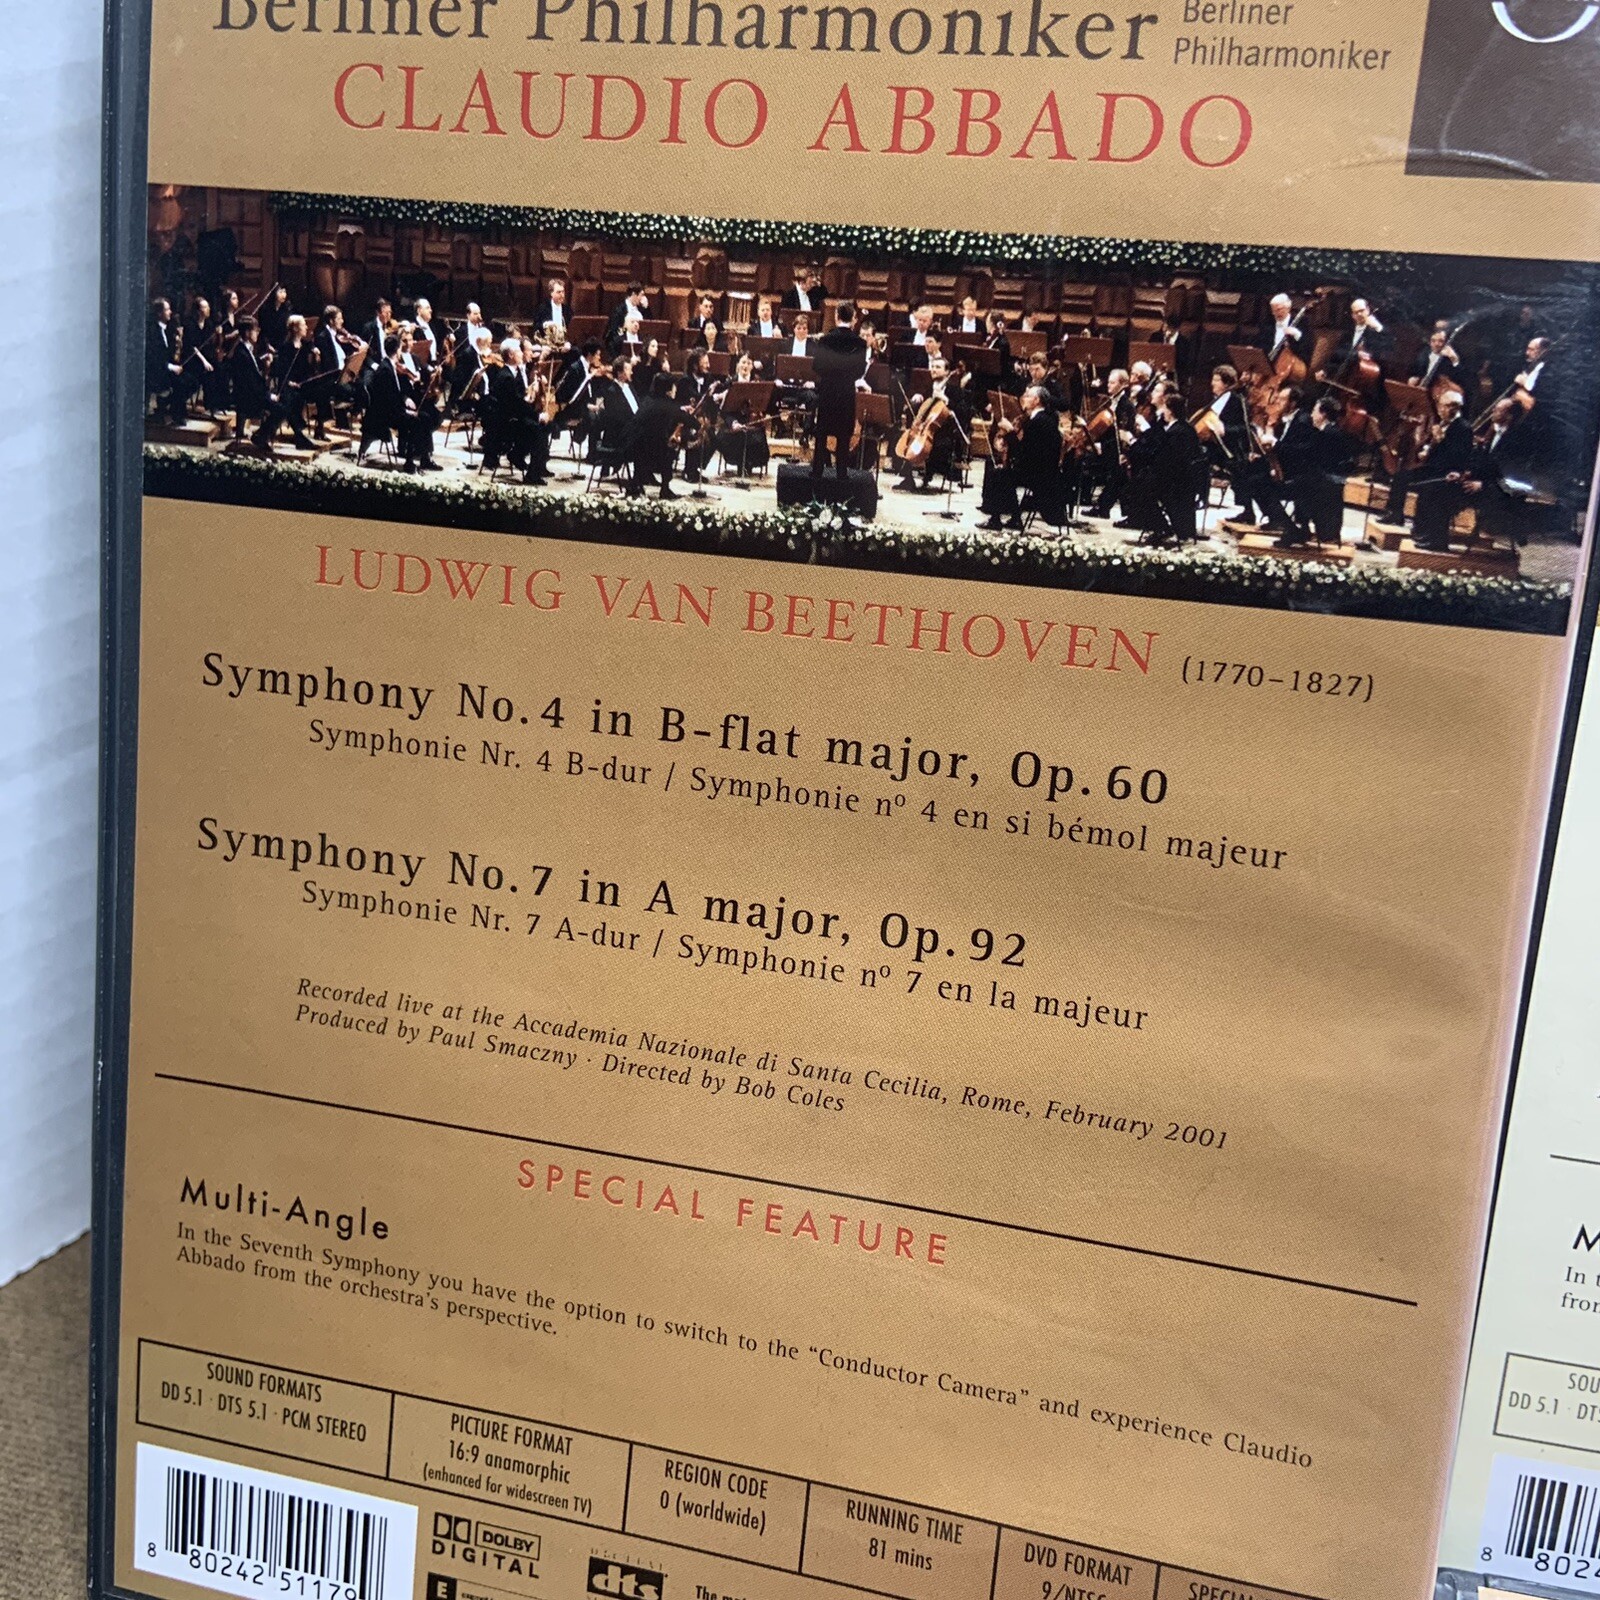 Berliner Philharmoniker
Berliner
Philharmoniker
CLAUDIO ABBADO
LUDWIG VAN BEETHOVEN (1770–1827)
Symphony No. 4 in B-flat major, Op. 60
Symphonie Nr. 4 B-dur / Symphonie nº 4 en si bémol majeur
Symphony No. 7 in A major, Op. 92
Symphonie Nr. 7 A-dur / Symphonie nº 7 en la majeur
Recorded live at the Accademia Nazionale di Santa Cecilia, Rome, February 2001
Produced by Paul Smaczny · Directed by Bob Coles
SPECIAL FEATURE
Multi-Angle
In the Seventh Symphony you have the option to switch to the “Conductor Camera” and experience Claudio
Abbado from the orchestra’s perspective.
SOUND FORMATS
DD 5.1 · DTS 5.1 · PCM STEREO
PICTURE FORMAT
16:9 anamorphic
(enhanced for widescreen TV)
REGION CODE
0 (worldwide)
RUNNING TIME
81 mins
DVD FORMAT
9/NTSC
SPECIAL
8 80242 51179
DOLBY
DIGITAL
dts
E
The
In
DD 5.1 · DTS
8 802